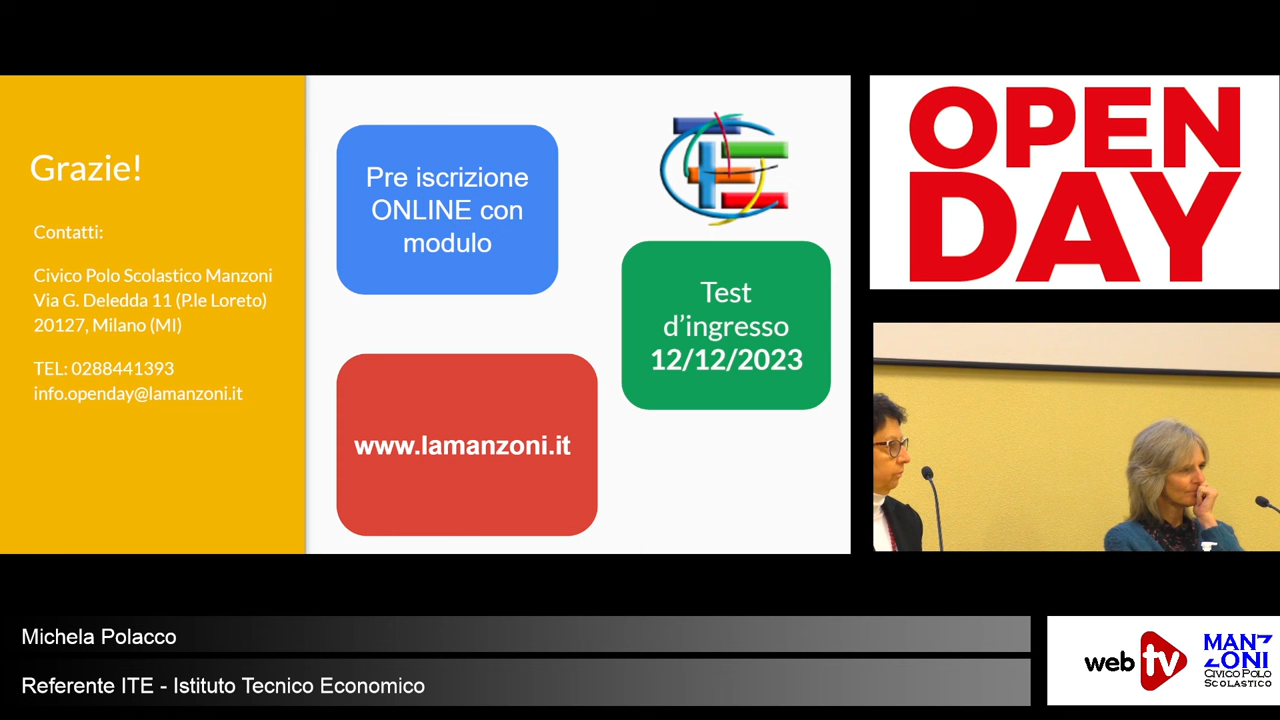 Grazie!
Contatti:
Civico Polo Scolastico Manzoni
Via G. Deledda 11 (P.le Loreto)
20127, Milano (MI)
TEL: 0288441393
info.openday@lamanzoni.it
Pre iscrizione
ONLINE con
modulo
Test
d’ingresso
12/12/2023
www.lamanzoni.it
OPEN
DAY
Michela Polacco
Referente ITE - Istituto Tecnico Economico
web tv
MANZ
ZONI
CIVICO POLO
SCOLASTICO